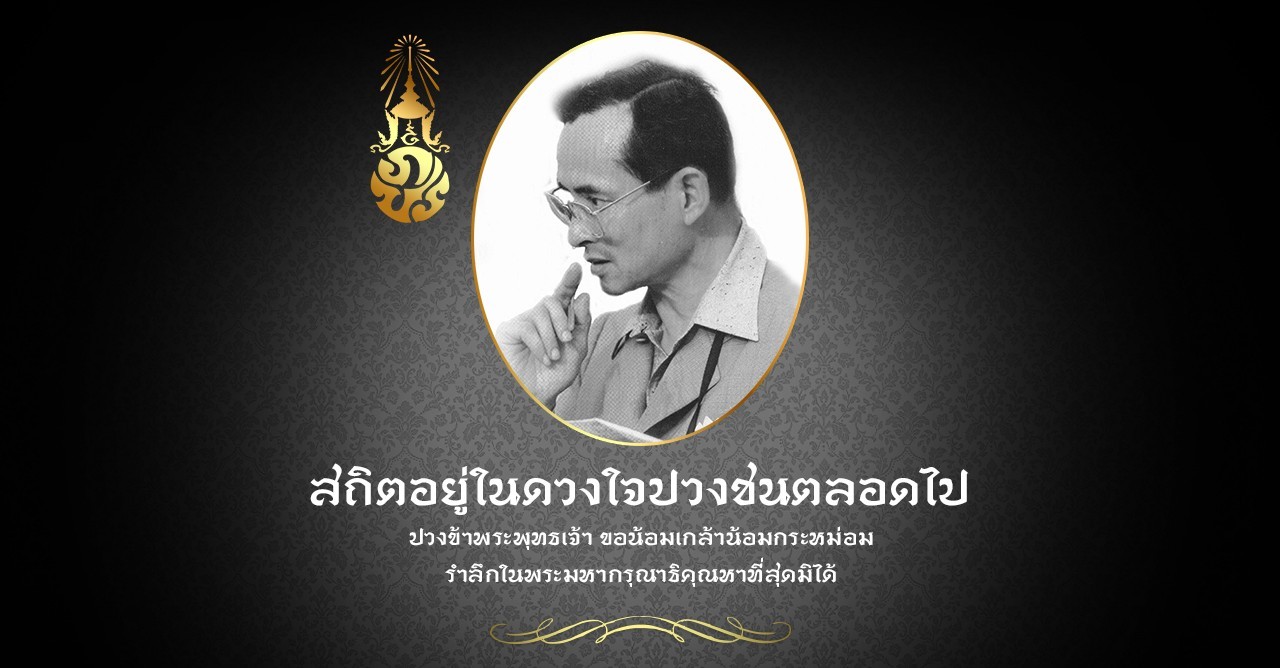 สถิตอยู่ในดวงใจปวงชนตลอดไป
ปวงข้าพระพุทธเจ้า ขอน้อมเกล้าน้อมกระหม่อม
รำลึกในพระมหากรุณาธิคุณหาที่สุดมิได้